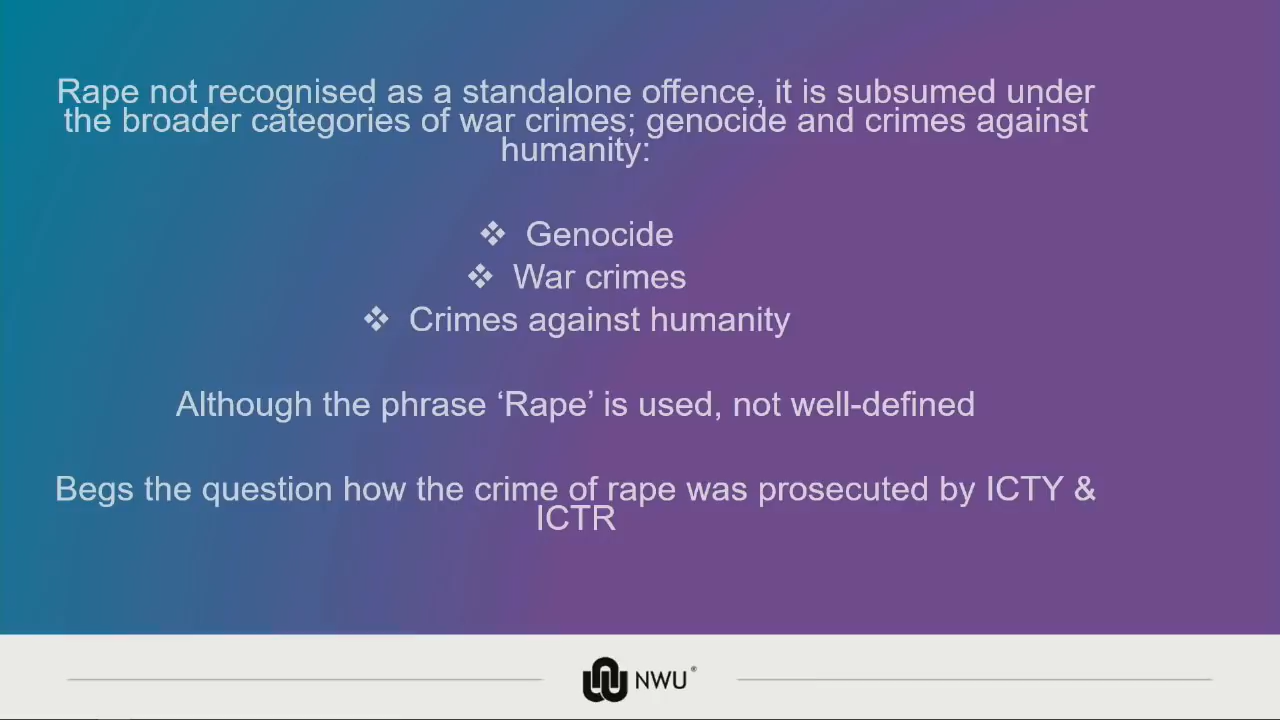 Rape not recognised as a standalone offence, it is subsumed under
the broader categories of war crimes; genocide and crimes against
humanity:
❖ Genocide
❖ War crimes
❖ Crimes against humanity
Although the phrase ‘Rape’ is used, not well-defined
Begs the question how the crime of rape was prosecuted by ICTY &
ICTR
NWU®